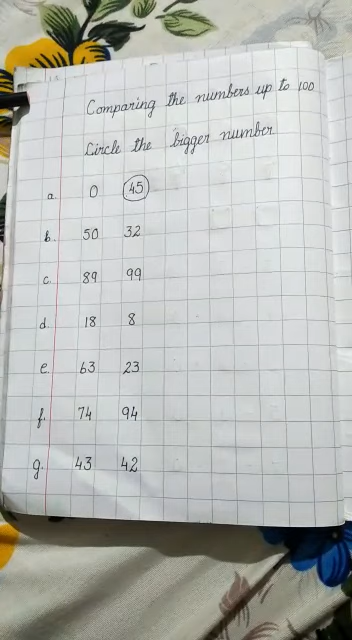 Comparing the numbers up to 100
Circle the bigger number
a. 0 45
b. 50 32
c. 89 99
d. 18 8
e. 63 23
f. 74 94
g. 43 42